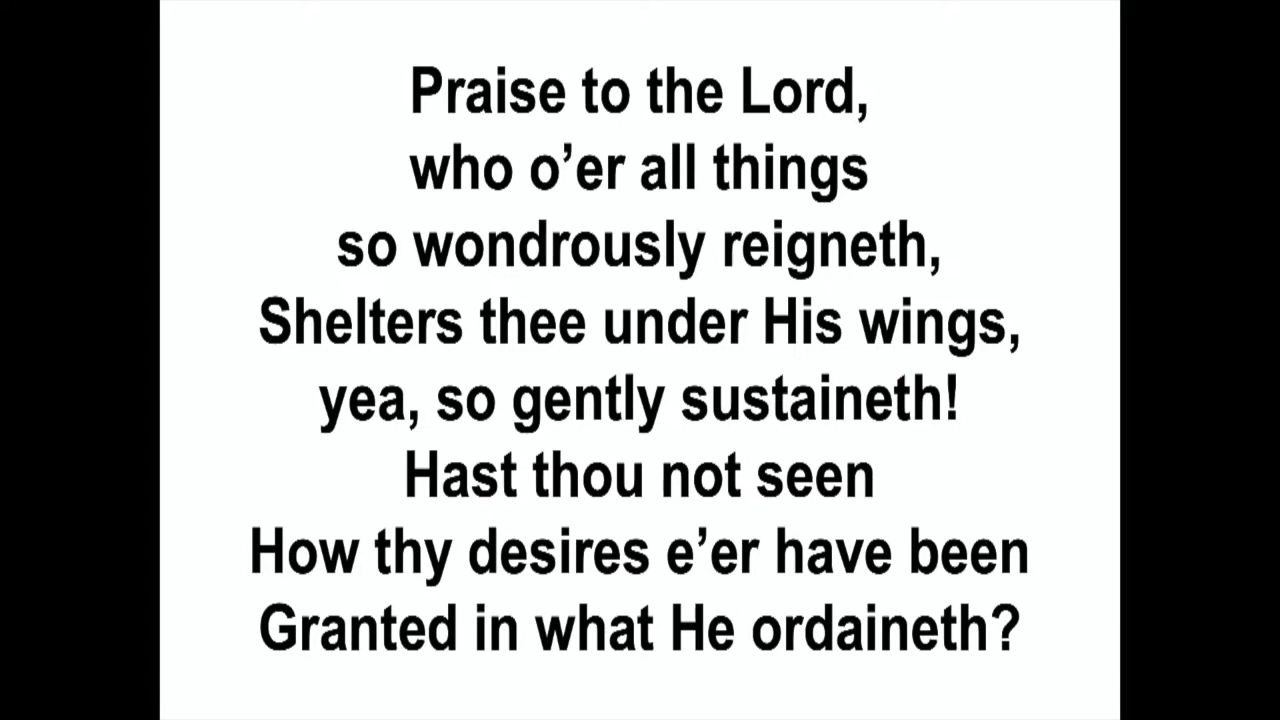 Praise to the Lord,
who o’er all things
so wondrously reigneth,
Shelters thee under His wings,
yea, so gently sustaineth!
Hast thou not seen
How thy desires e’er have been
Granted in what He ordaineth?